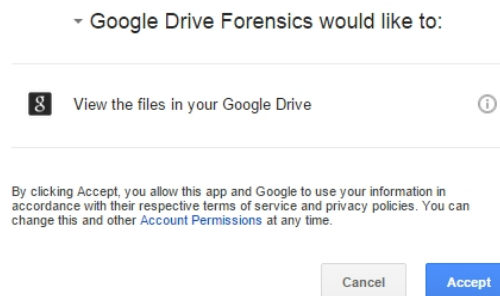 Google Drive Forensics would like to:
View the files in your Google Drive
By clicking Accept, you allow this app and Google to use your information in
accordance with their respective terms of service and privacy policies. You can
change this and other Account Permissions at any time.
Cancel
Accept